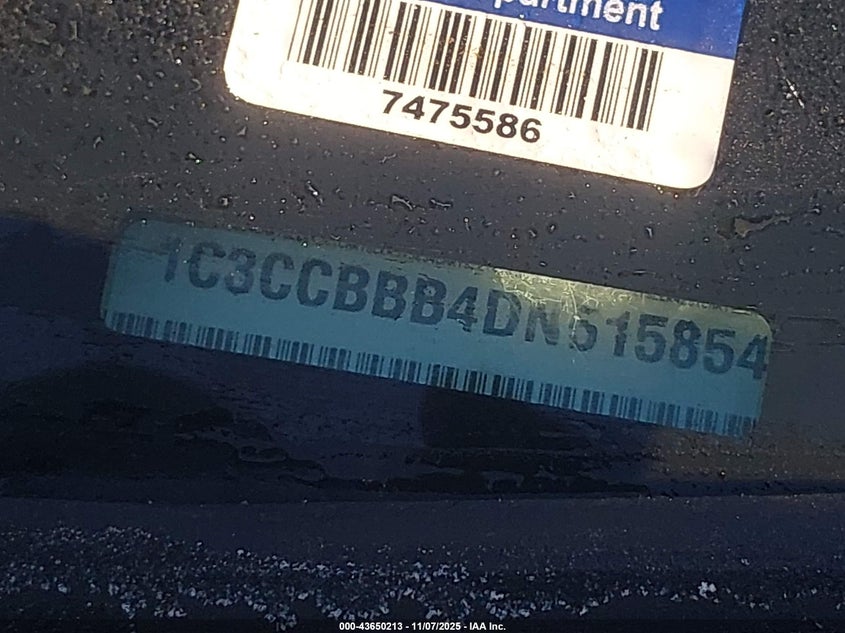 partment
7475586
1C3CCBBB4DN515854
000-43650213 - 11/07/2025 - IAA Inc.